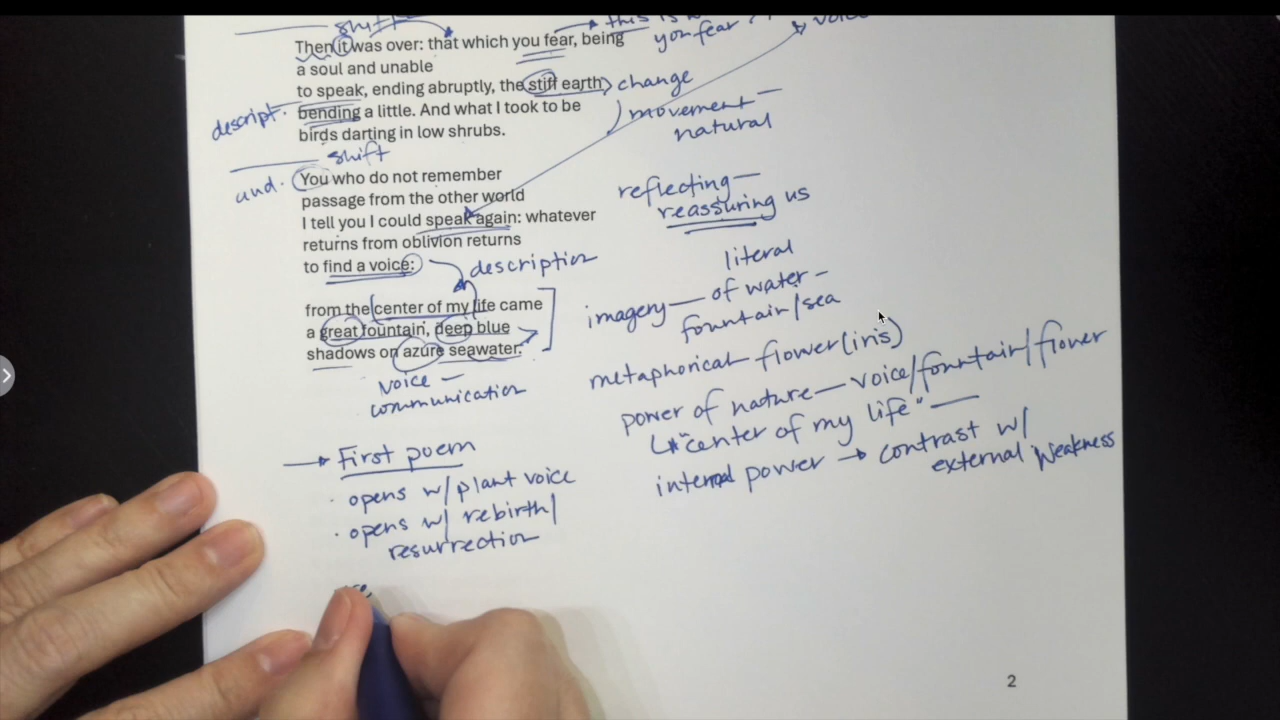 shift
this is
you fear
Then it was over: that which you fear, being
a soul and unable
to speak, ending abruptly, the stiff earth
change
bending a little. And what I took to be
descript.
movement—
natural
birds darting in low shrubs.
shift
aud.
You who do not remember
passage from the other world
reflecting—
reassuring us
I tell you I could speak again: whatever
returns from oblivion returns
to find a voice:
description
literal
from the center of my life came
a great fountain, deep blue
shadows on azure seawater.
imagery— of water—
fountain/sea
voice —
communication
metaphorical— flower (iris)
power of nature— voice/fountain/flower
"center of my life" —
internal power → contrast w/
external weakness
→ First poem
· opens w/ plant voice
· opens w/ rebirth/
resurrection
2